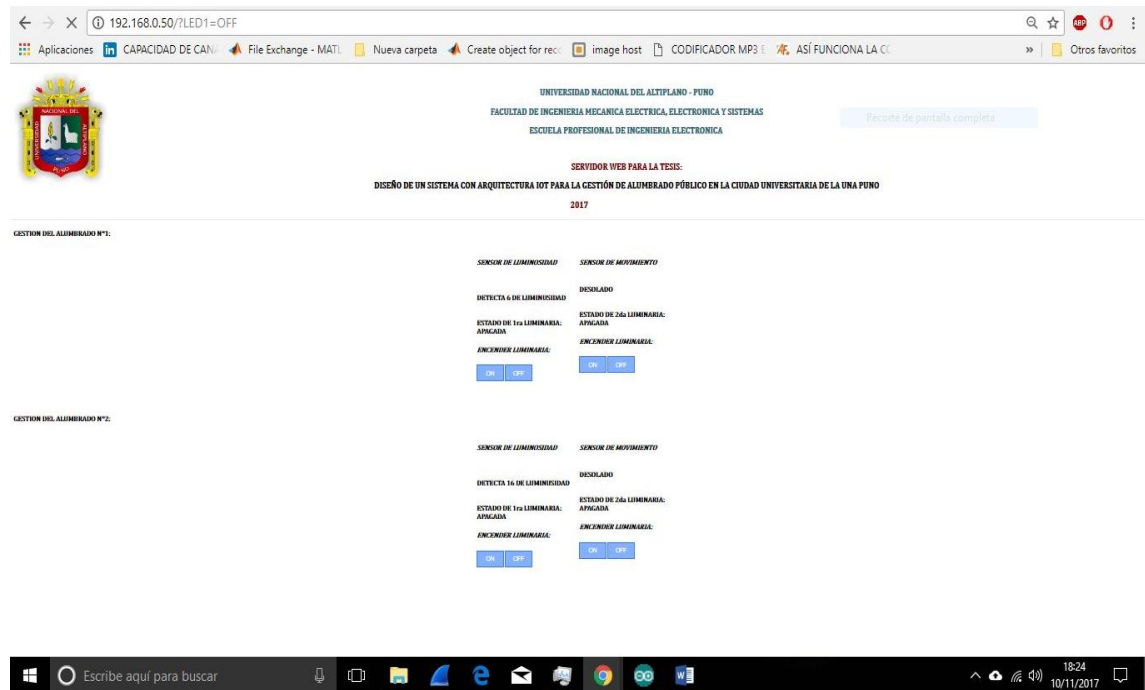 192.168.0.50/?LED1=OFF
Aplicaciones CAPACIDAD DE CAN File Exchange - MATL Nueva carpeta Create object for rec image host CODIFICADOR MP3 E ASÍ FUNCIONA LA CO » Otros favoritos
UNIVERSIDAD NACIONAL DEL ALTIPLANO - PUNO
FACULTAD DE INGENIERIA MECANICA ELECTRICA, ELECTRONICA Y SISTEMAS
ESCUELA PROFESIONAL DE INGENIERIA ELECTRONICA
Recorte de pantalla completa
NACIONAL DEL
UNIVERSIDAD
ALTIPLANO
PUNO
SERVIDOR WEB PARA LA TESIS:
DISEÑO DE UN SISTEMA CON ARQUITECTURA IOT PARA LA GESTIÓN DE ALUMBRADO PÚBLICO EN LA CIUDAD UNIVERSITARIA DE LA UNA PUNO
2017
GESTION DEL ALUMBRADO N°1:
SENSOR DE LUMINOSIDAD SENSOR DE MOVIMIENTO
DESOLADO
DETECTA 6 DE LUMINUSIDAD
ESTADO DE 2da LUMINARIA:
APAGADA
ESTADO DE 1ra LUMINARIA:
APAGADA
ENCENDER LUMINARIA:
ENCENDER LUMINARIA:
ON OFF
ON OFF
GESTION DEL ALUMBRADO N°2:
SENSOR DE LUMINOSIDAD SENSOR DE MOVIMIENTO
DESOLADO
DETECTA 16 DE LUMINUSIDAD
ESTADO DE 2da LUMINARIA:
APAGADA
ESTADO DE 1ra LUMINARIA:
APAGADA
ENCENDER LUMINARIA:
ENCENDER LUMINARIA:
ON OFF
ON OFF
Escribe aquí para buscar
18:24
10/11/2017